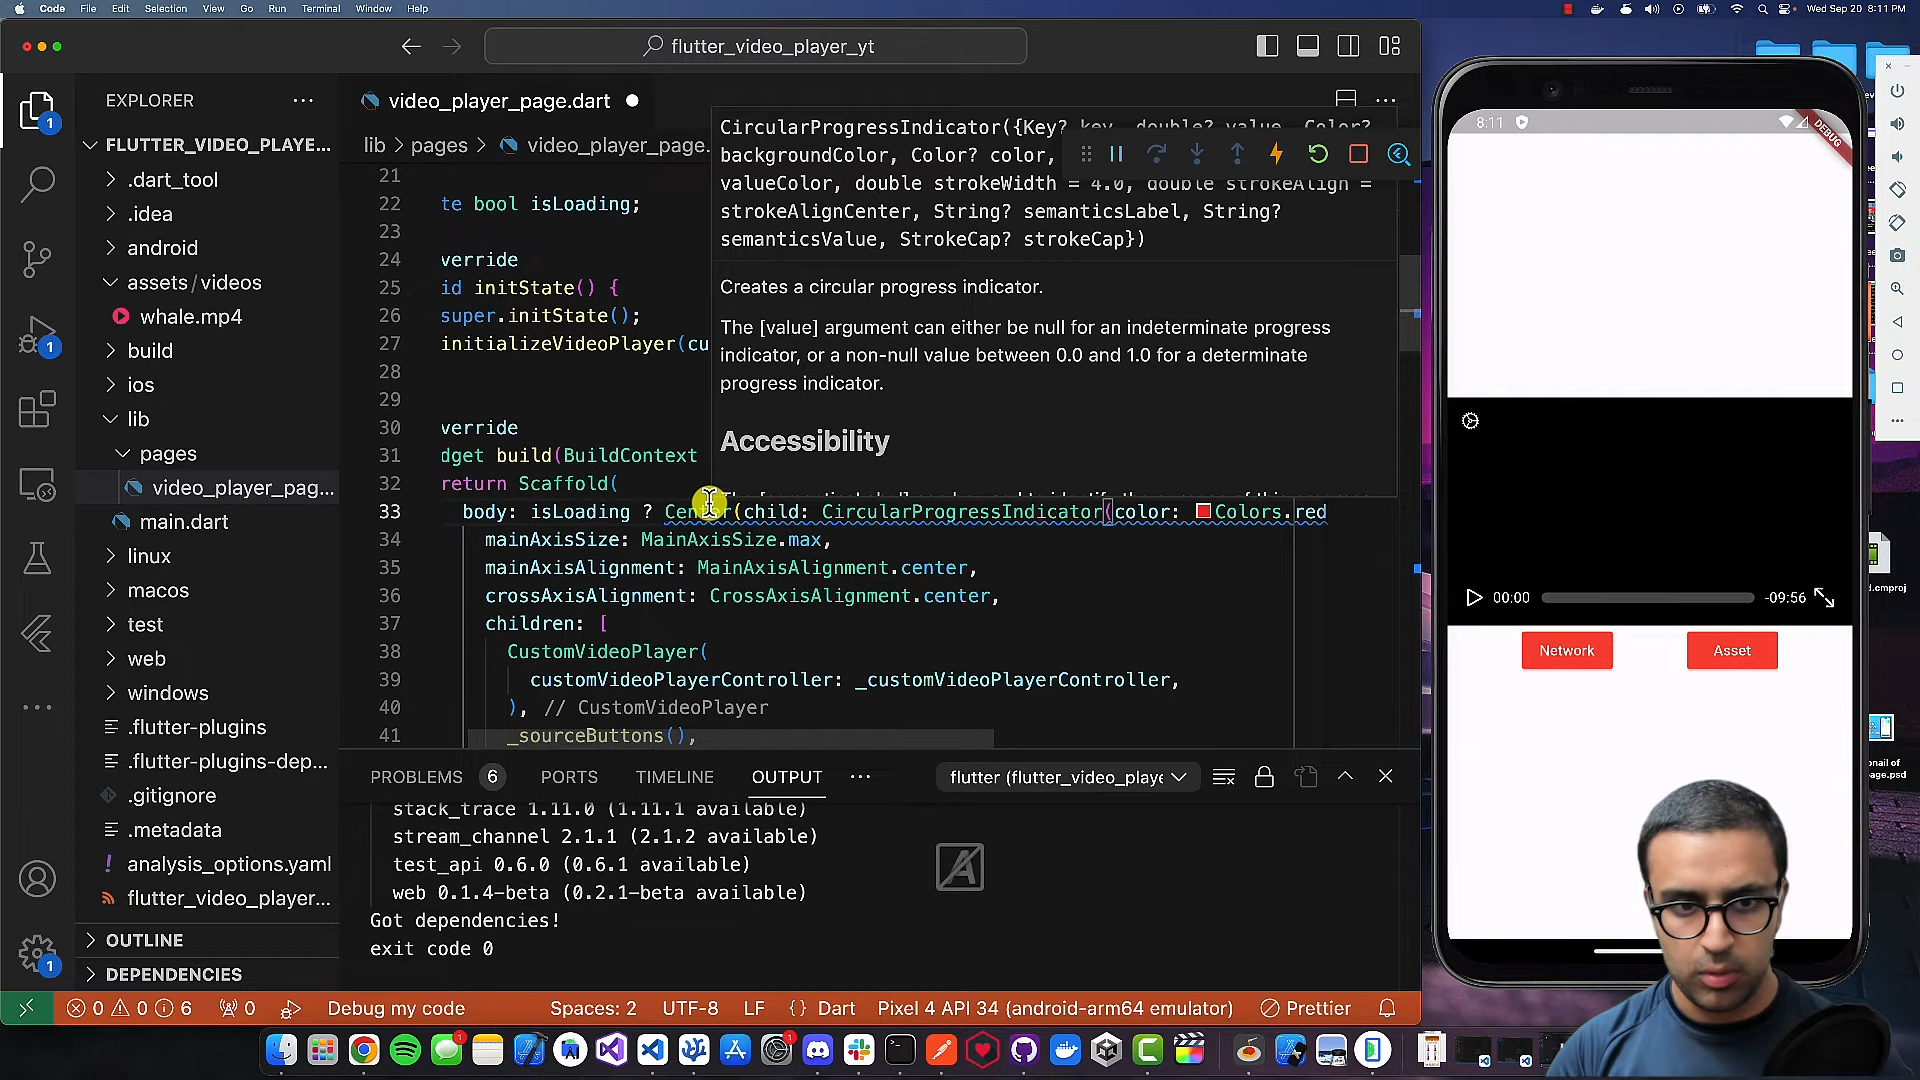 Code File Edit Selection View Go Run Terminal Window Help
Wed Sep 20 8:11 PM
flutter_video_player_yt
EXPLORER
FLUTTER_VIDEO_PLAYE...
.dart_tool
.idea
android
assets/videos
whale.mp4
build
ios
lib
pages
video_player_pag...
main.dart
linux
macos
test
web
windows
.flutter-plugins
.flutter-plugins-dep...
.gitignore
.metadata
analysis_options.yaml
flutter_video_player...
OUTLINE
DEPENDENCIES
1
1
1
video_player_page.dart
lib > pages > video_player_page.
21
22 te bool isLoading;
23
24 verride
25 id initState() {
26 super.initState();
27 initializeVideoPlayer(cu
28
29
30 verride
31 dget build(BuildContext
32 return Scaffold(
33 body: isLoading ? Center(child: CircularProgressIndicator(color: Colors.red
34 mainAxisSize: MainAxisSize.max,
35 mainAxisAlignment: MainAxisAlignment.center,
36 crossAxisAlignment: CrossAxisAlignment.center,
37 children: [
38 CustomVideoPlayer(
39 customVideoPlayerController: _customVideoPlayerController,
40 ), // CustomVideoPlayer
41 _sourceButtons(),
CircularProgressIndicator({Key? key, double? value, Color?
backgroundColor, Color? color,
valueColor, double strokeWidth = 4.0, double strokeAlign =
strokeAlignCenter, String? semanticsLabel, String?
semanticsValue, StrokeCap? strokeCap})
Creates a circular progress indicator.
The [value] argument can either be null for an indeterminate progress
indicator, or a non-null value between 0.0 and 1.0 for a determinate
progress indicator.
Accessibility
PROBLEMS 6 PORTS TIMELINE OUTPUT
flutter (flutter_video_playe
stack_trace 1.11.0 (1.11.1 available)
stream_channel 2.1.1 (2.1.2 available)
test_api 0.6.0 (0.6.1 available)
web 0.1.4-beta (0.2.1-beta available)
Got dependencies!
exit code 0
0 0 6 0 Debug my code Spaces: 2 UTF-8 LF {} Dart Pixel 4 API 34 (android-arm64 emulator) Prettier
8:11
DEBUG
00:00 -09:56
Network Asset
d.cmproj
nail of
page.psd